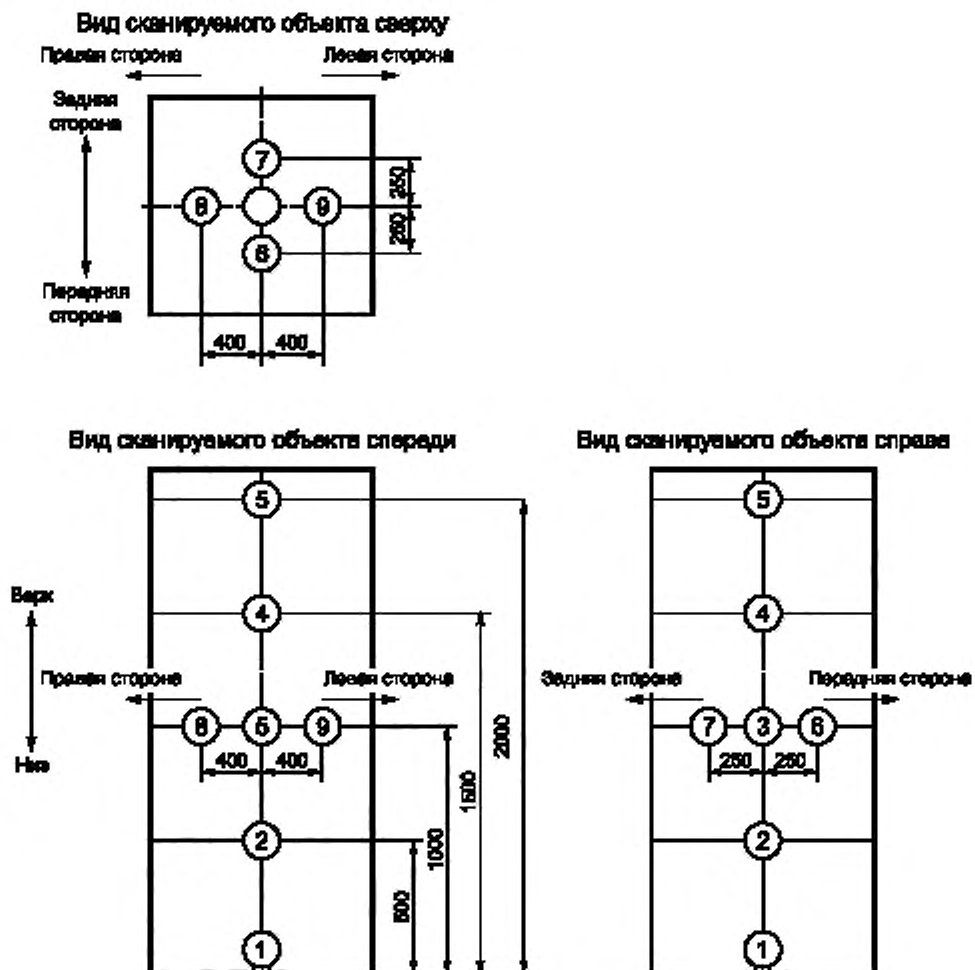 Вид сканируемого объекта сверху
Правая сторона
Левая сторона
Задняя
сторона
7
250
8
9
250
6
Передняя
сторона
400
400
Вид сканируемого объекта спереди
Вид сканируемого объекта справа
5
5
Верх
4
4
Правая сторона
Левая сторона
Задняя сторона
Передняя сторона
8
6
9
7
3
6
Низ
400
400
250
250
2000
1500
1000
2
2
500
1
1